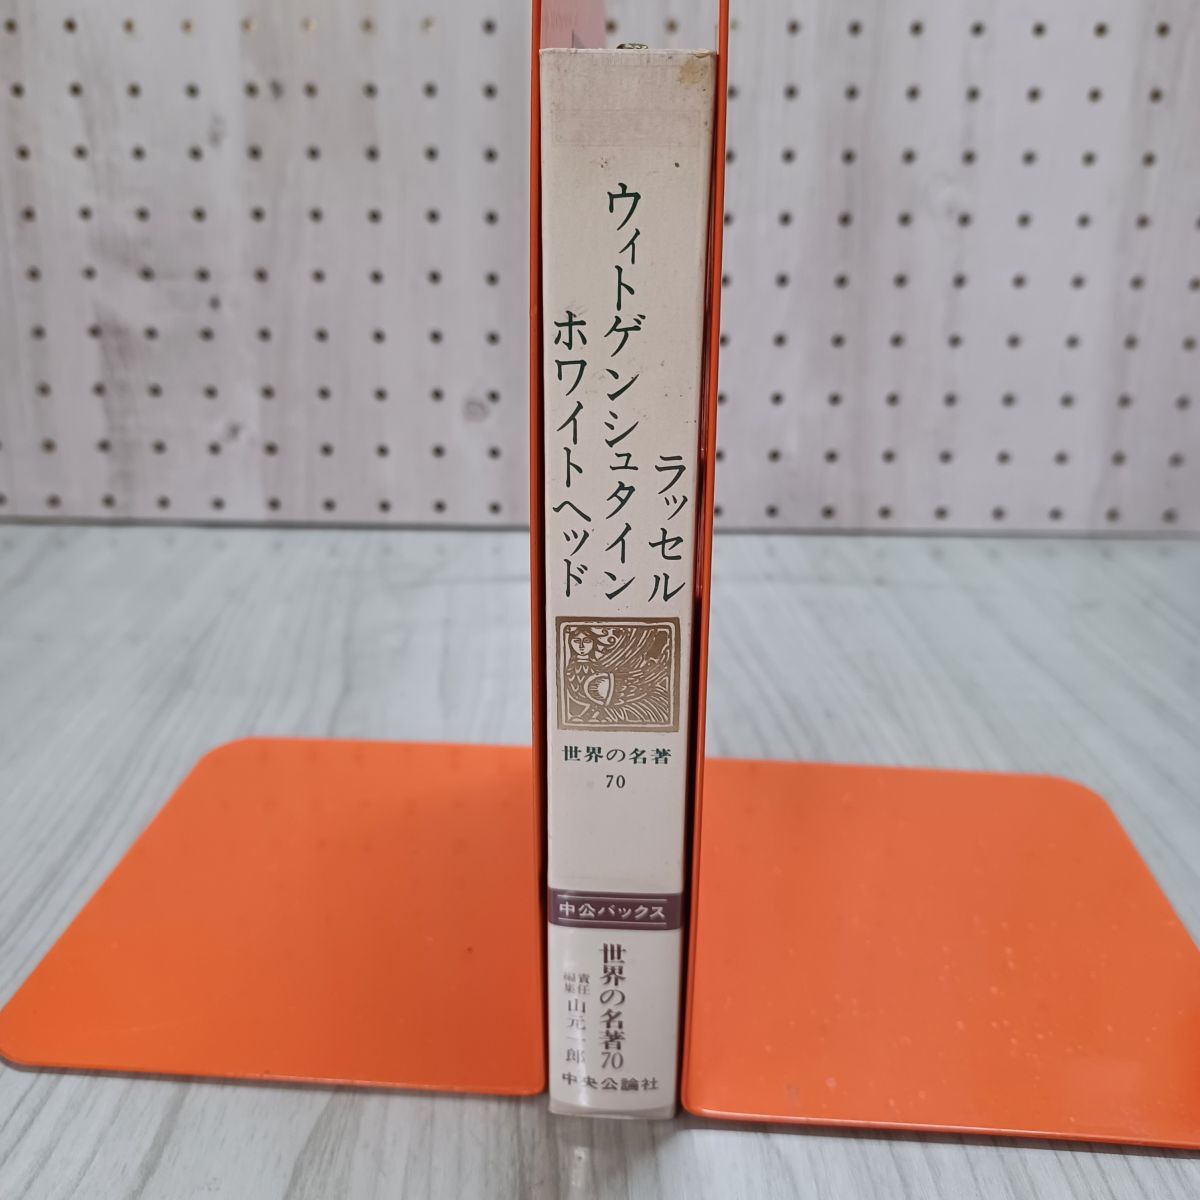 ラッセル
ウィトゲンシュタイン
ホワイトヘッド
世界の名著
70
中公バックス
世界の名著70
責任
編集
山元一郎
中央公論社